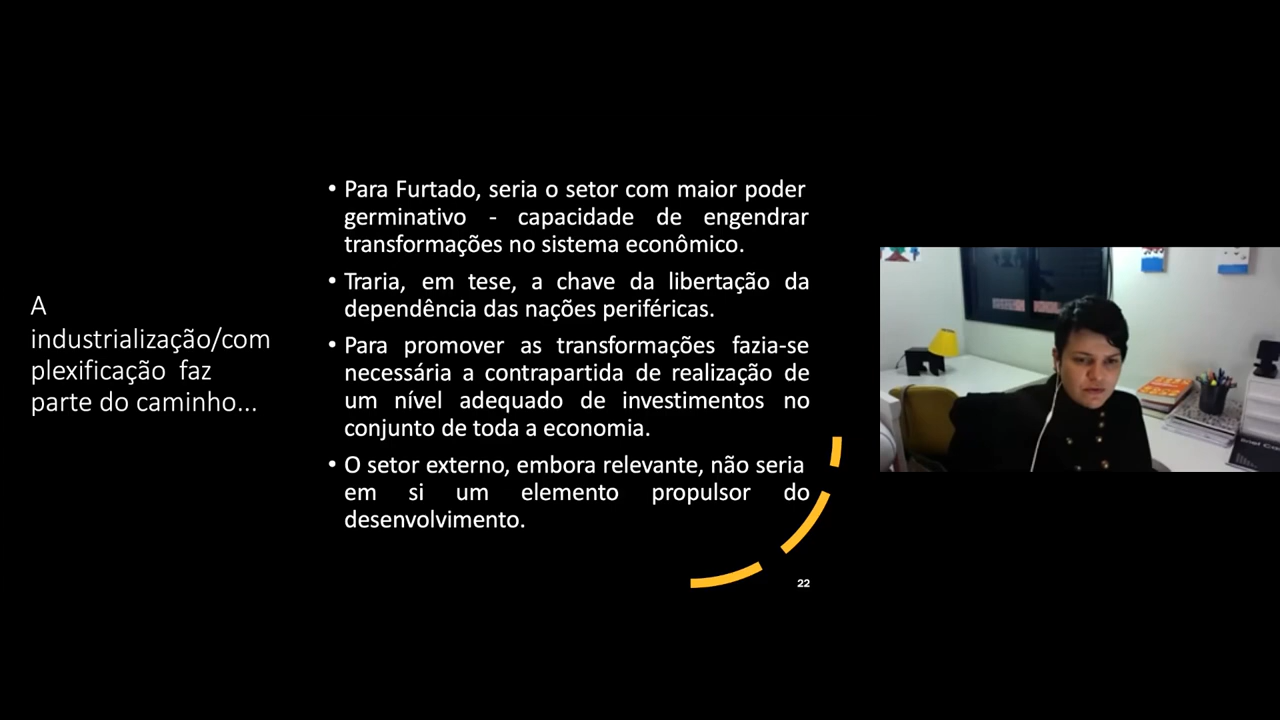 A
industrialização/com
plexificação faz
parte do caminho...
• Para Furtado, seria o setor com maior poder
germinativo - capacidade de engendrar
transformações no sistema econômico.
• Traria, em tese, a chave da libertação da
dependência das nações periféricas.
• Para promover as transformações fazia-se
necessária a contrapartida de realização de
um nível adequado de investimentos no
conjunto de toda a economia.
• O setor externo, embora relevante, não seria
em si um elemento propulsor do
desenvolvimento.
22